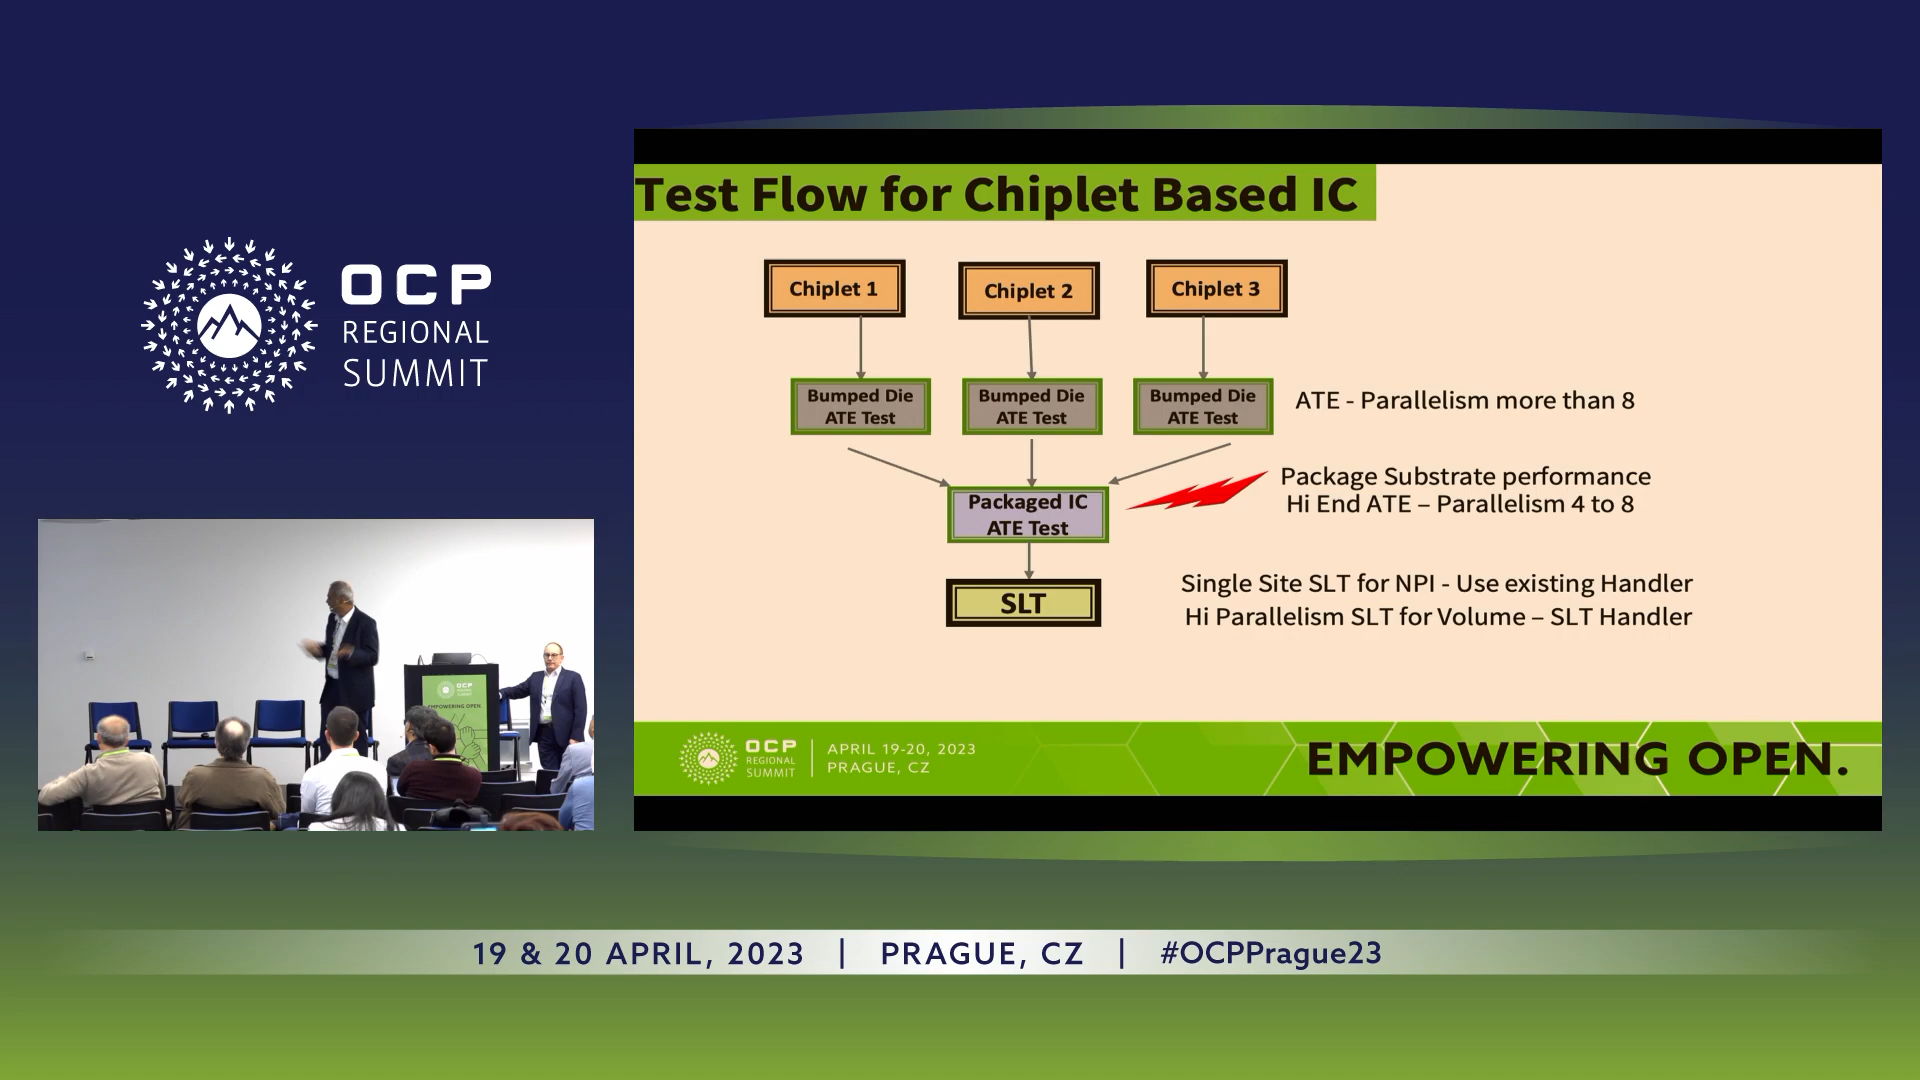 OCP
REGIONAL
SUMMIT
Test Flow for Chiplet Based IC
Chiplet 1
Chiplet 2
Chiplet 3
Bumped Die
ATE Test
Bumped Die
ATE Test
Bumped Die
ATE Test
ATE - Parallelism more than 8
Packaged IC
ATE Test
Package Substrate performance
Hi End ATE – Parallelism 4 to 8
SLT
Single Site SLT for NPI - Use existing Handler
Hi Parallelism SLT for Volume – SLT Handler
OCP
REGIONAL
SUMMIT
APRIL 19-20, 2023
PRAGUE, CZ
EMPOWERING OPEN.
OCP
EMPOWERING OPEN.
19 & 20 APRIL, 2023 | PRAGUE, CZ | #OCPPrague23